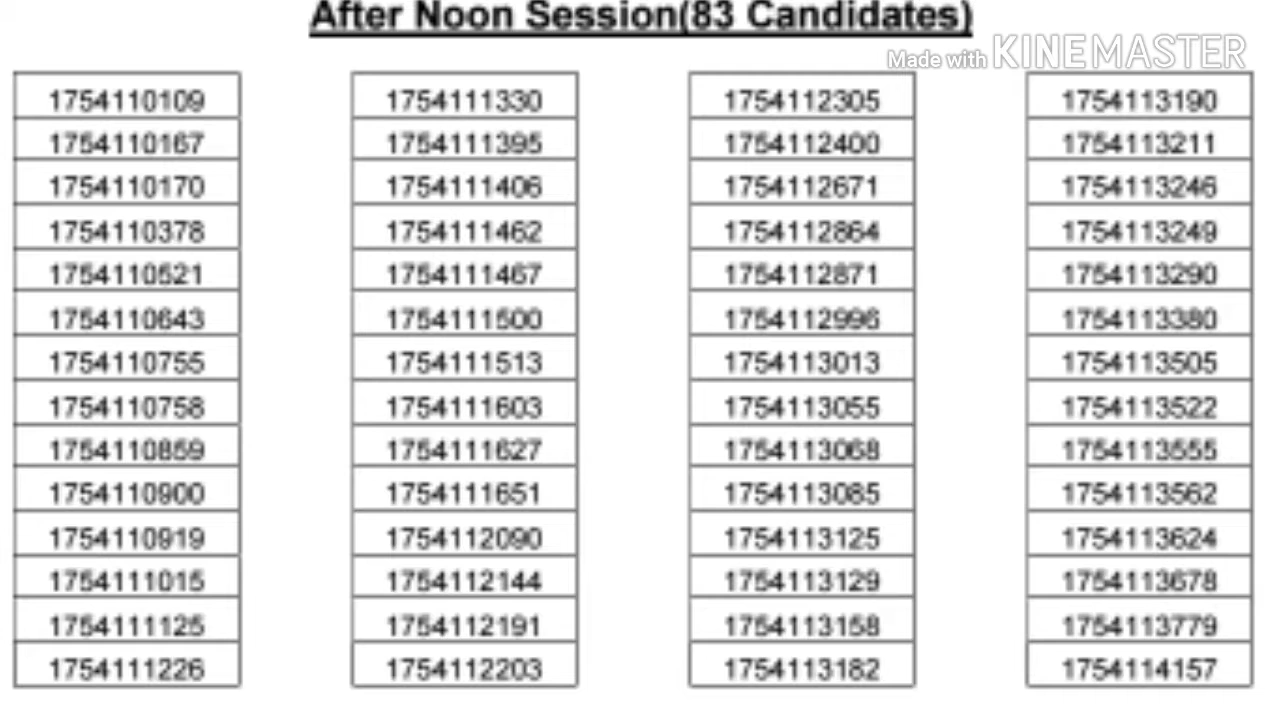 After Noon Session(83 Candidates)
Made with KINEMASTER
1754110109 1754111330 1754112305 1754113190
1754110167 1754111395 1754112400 1754113211
1754110170 1754111406 1754112671 1754113246
1754110378 1754111462 1754112864 1754113249
1754110521 1754111467 1754112871 1754113290
1754110643 1754111500 1754112996 1754113380
1754110755 1754111513 1754113013 1754113505
1754110758 1754111603 1754113055 1754113522
1754110859 1754111627 1754113068 1754113555
1754110900 1754111651 1754113085 1754113562
1754110919 1754112090 1754113125 1754113624
1754111015 1754112144 1754113129 1754113678
1754111125 1754112191 1754113158 1754113779
1754111226 1754112203 1754113182 1754114157